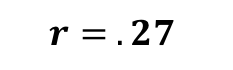 r = .27